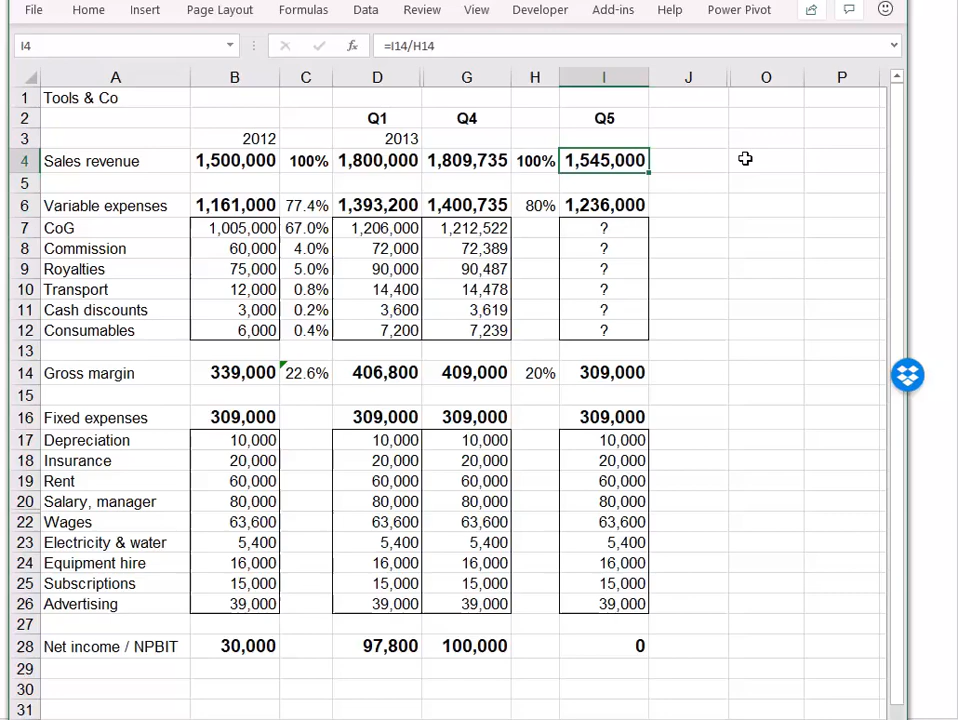 File Home Insert Page Layout Formulas Data Review View Developer Add-ins Help Power Pivot
I4 fx =I14/H14
A B C D G H I J O P
1 Tools & Co
2 Q1 Q4 Q5
3 2012 2013
4 Sales revenue 1,500,000 100% 1,800,000 1,809,735 100% 1,545,000
5
6 Variable expenses 1,161,000 77.4% 1,393,200 1,400,735 80% 1,236,000
7 CoG 1,005,000 67.0% 1,206,000 1,212,522 ?
8 Commission 60,000 4.0% 72,000 72,389 ?
9 Royalties 75,000 5.0% 90,000 90,487 ?
10 Transport 12,000 0.8% 14,400 14,478 ?
11 Cash discounts 3,000 0.2% 3,600 3,619 ?
12 Consumables 6,000 0.4% 7,200 7,239 ?
13
14 Gross margin 339,000 22.6% 406,800 409,000 20% 309,000
15
16 Fixed expenses 309,000 309,000 309,000 309,000
17 Depreciation 10,000 10,000 10,000 10,000
18 Insurance 20,000 20,000 20,000 20,000
19 Rent 60,000 60,000 60,000 60,000
20 Salary, manager 80,000 80,000 80,000 80,000
22 Wages 63,600 63,600 63,600 63,600
23 Electricity & water 5,400 5,400 5,400 5,400
24 Equipment hire 16,000 16,000 16,000 16,000
25 Subscriptions 15,000 15,000 15,000 15,000
26 Advertising 39,000 39,000 39,000 39,000
27
28 Net income / NPBIT 30,000 97,800 100,000 0
29
30
31